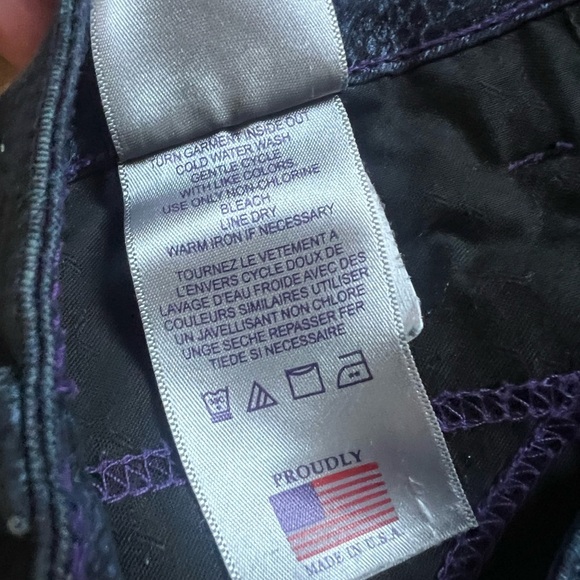 TURN GARMENT INSIDE OUT
COLD WATER WASH
GENTLE CYCLE
WITH LIKE COLORS
USE ONLY NON-CHLORINE
BLEACH
LINE DRY
WARM IRON IF NECESSARY
TOURNEZ LE VETEMENT A
L'ENVERS CYCLE DOUX DE
LAVAGE D'EAU FROIDE AVEC DES
COULEURS SIMILAIRES UTILISER
UN JAVELLISANT NON CHLORE
UNGE SECHE REPASSER FER
TIEDE SI NECESSAIRE
PROUDLY
MADE IN U.S.A.